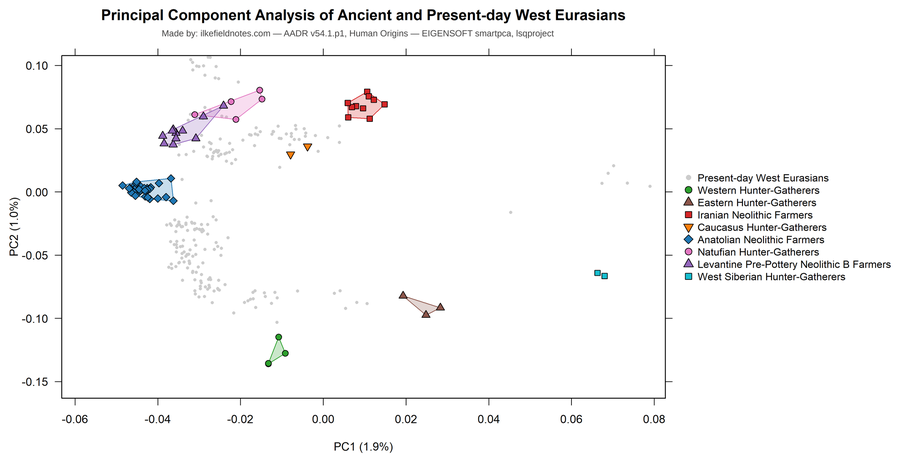 Principal Component Analysis of Ancient and Present-day West Eurasians
Made by: ilkefieldnotes.com — AADR v54.1.p1, Human Origins — EIGENSOFT smartpca, lsqproject
PC2 (1.0%)
0.10
0.05
0.00
-0.05
-0.10
-0.15
-0.06
-0.04
-0.02
0.00
0.02
0.04
0.06
0.08
PC1 (1.9%)
Present-day West Eurasians
Western Hunter-Gatherers
Eastern Hunter-Gatherers
Iranian Neolithic Farmers
Caucasus Hunter-Gatherers
Anatolian Neolithic Farmers
Natufian Hunter-Gatherers
Levantine Pre-Pottery Neolithic B Farmers
West Siberian Hunter-Gatherers